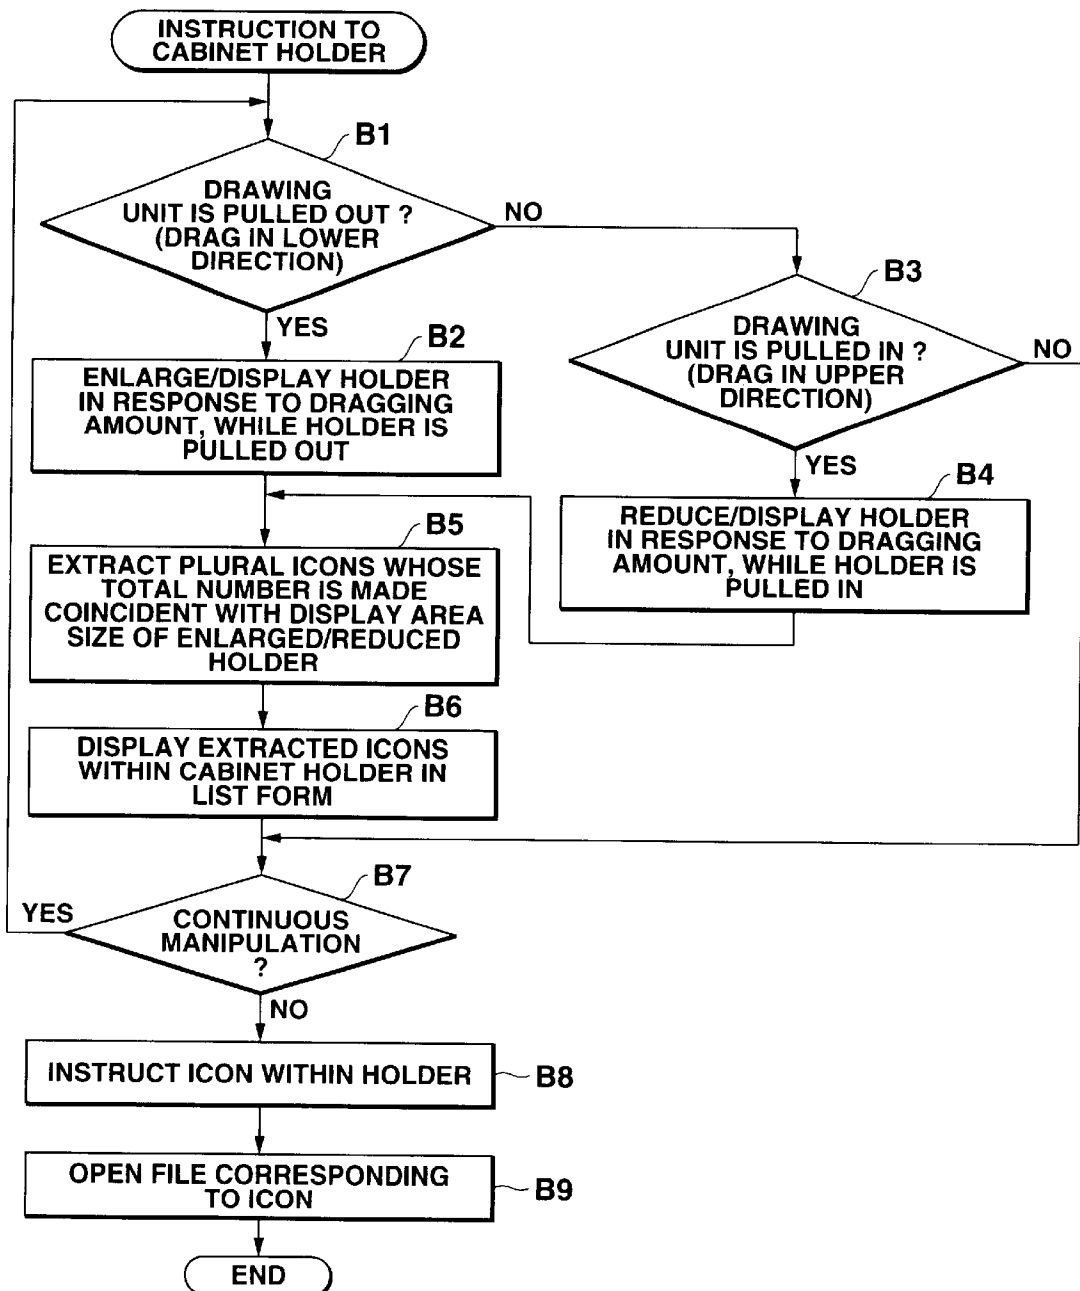 INSTRUCTION TO
CABINET HOLDER
B1
DRAWING
UNIT IS PULLED OUT ?
(DRAG IN LOWER
DIRECTION)
NO
YES
B3
DRAWING
UNIT IS PULLED IN ?
(DRAG IN UPPER
DIRECTION)
NO
YES
B2
ENLARGE/DISPLAY HOLDER
IN RESPONSE TO DRAGGING
AMOUNT, WHILE HOLDER IS
PULLED OUT
B4
REDUCE/DISPLAY HOLDER
IN RESPONSE TO DRAGGING
AMOUNT, WHILE HOLDER IS
PULLED IN
B5
EXTRACT PLURAL ICONS WHOSE
TOTAL NUMBER IS MADE
COINCIDENT WITH DISPLAY AREA
SIZE OF ENLARGED/REDUCED
HOLDER
B6
DISPLAY EXTRACTED ICONS
WITHIN CABINET HOLDER IN
LIST FORM
B7
YES
CONTINUOUS
MANIPULATION
?
NO
INSTRUCT ICON WITHIN HOLDER
B8
OPEN FILE CORRESPONDING
TO ICON
B9
END